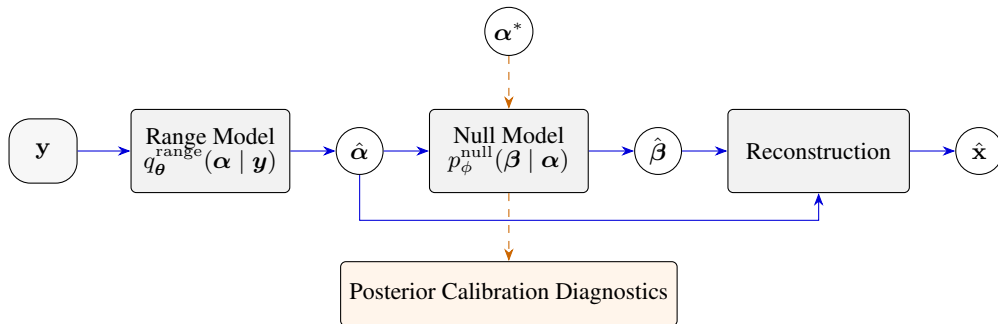 α*
y
Range Model
q_θ^range(α | y)
α̂
Null Model
p_ϕ^null(β | α)
β̂
Reconstruction
x̂
Posterior Calibration Diagnostics